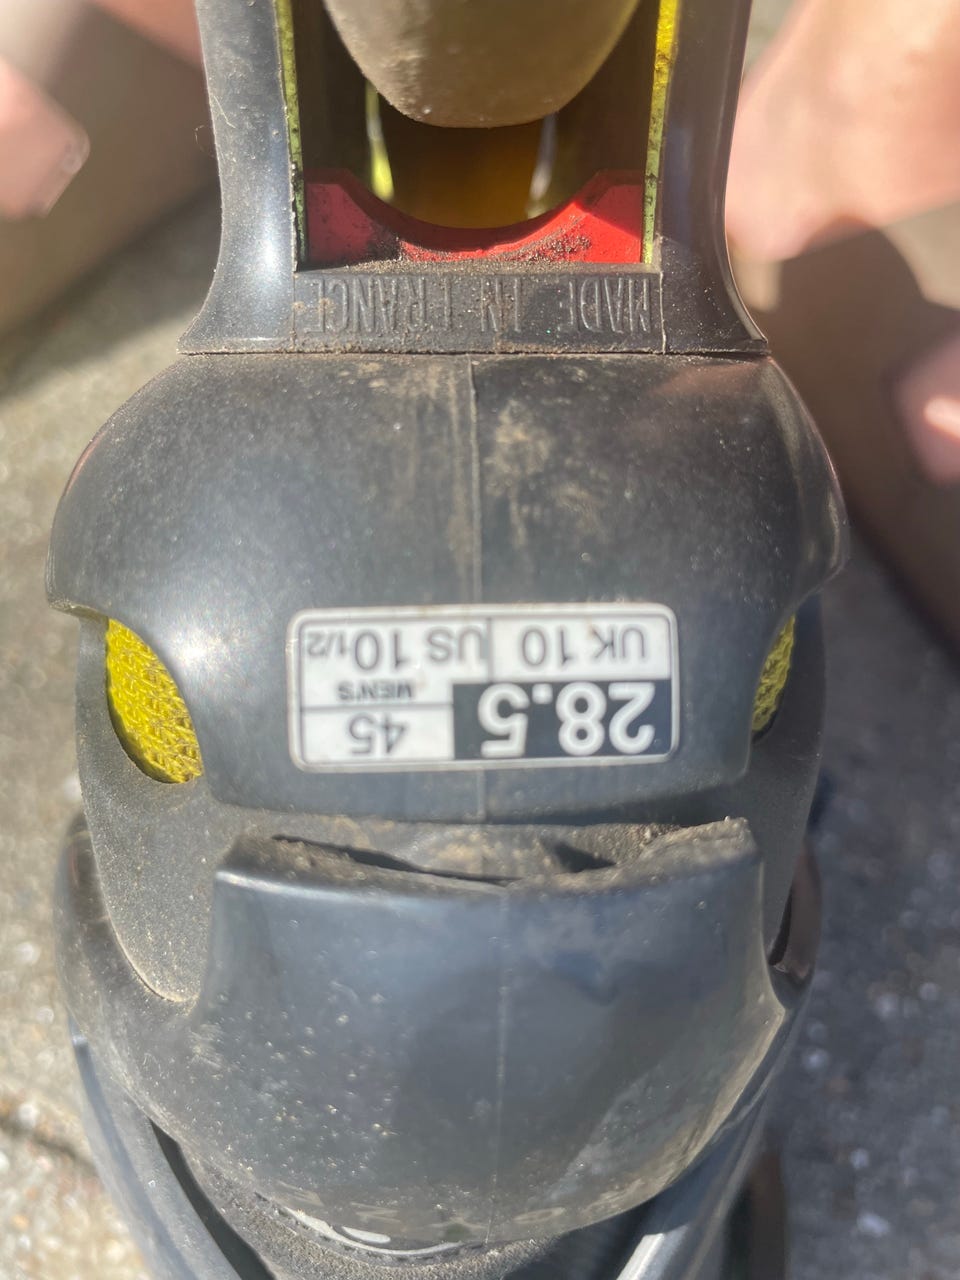 28.5 45
MEN'S
UK 10 US 10 1/2
MADE IN FRANCE